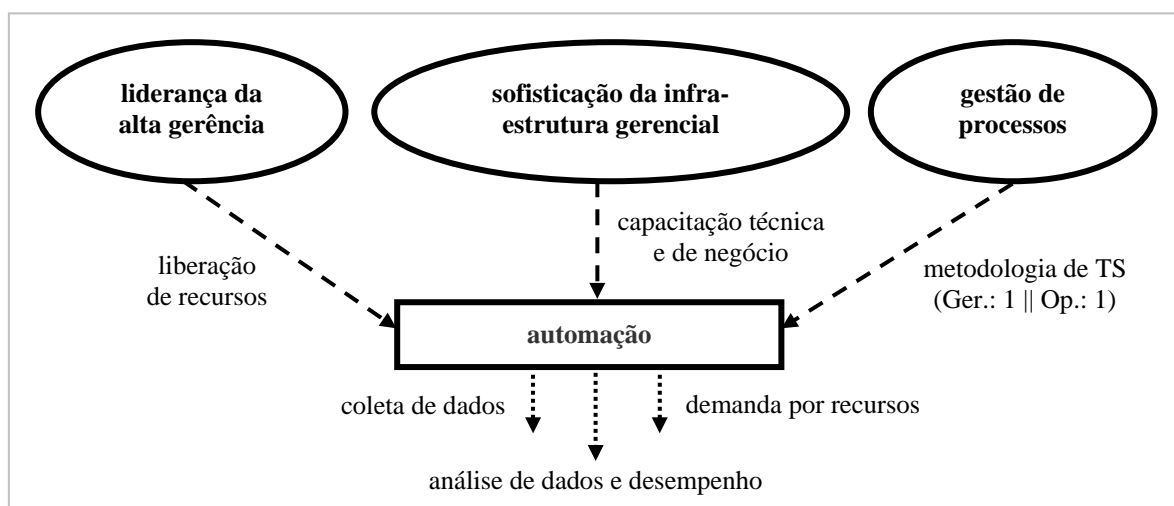 liderança da
alta gerência
sofisticação da infra-
estrutura gerencial
gestão de
processos
liberação
de recursos
capacitação técnica
e de negócio
metodologia de TS
(Ger.: 1 || Op.: 1)
automação
coleta de dados
demanda por recursos
análise de dados e desempenho